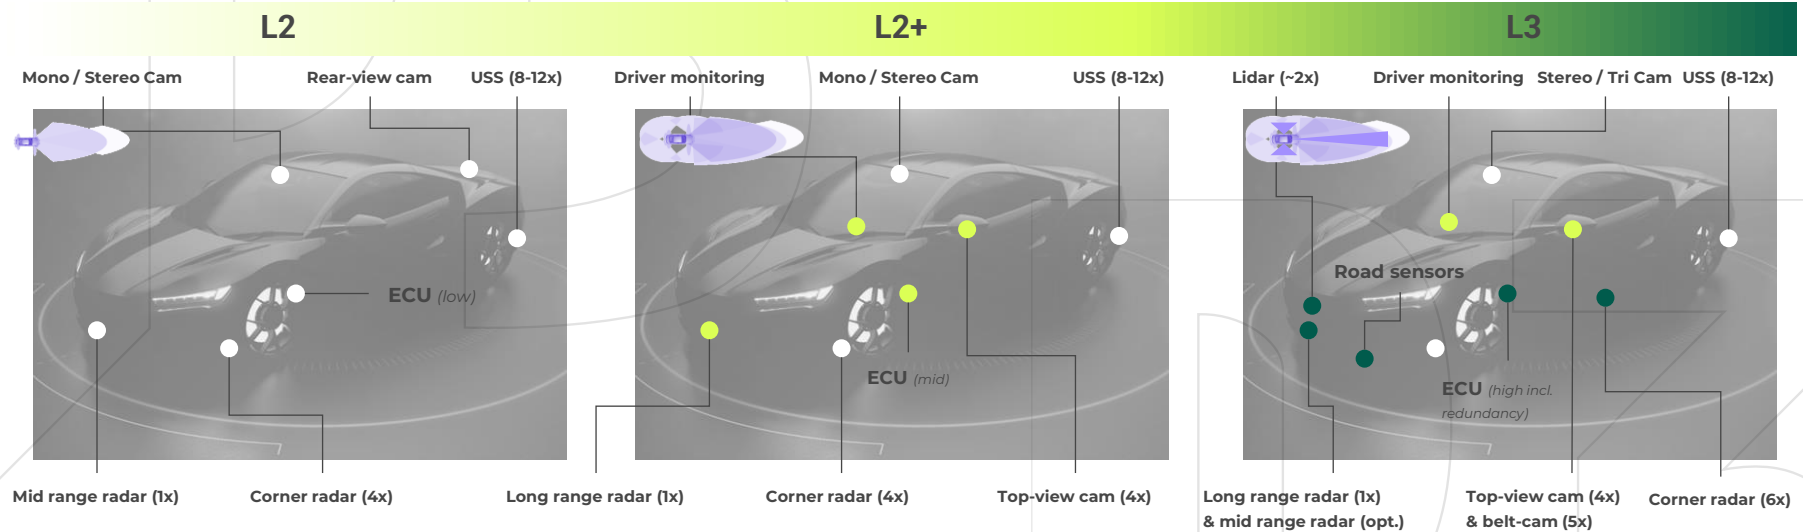 L2
L2+
L3
Mono / Stereo Cam
Rear-view cam
USS (8-12x)
Driver monitoring
Mono / Stereo Cam
USS (8-12x)
Lidar (~2x)
Driver monitoring
Stereo / Tri Cam
USS (8-12x)
ECU (low)
ECU (mid)
Road sensors
ECU (high incl.
redundancy)
Mid range radar (1x)
Corner radar (4x)
Long range radar (1x)
Corner radar (4x)
Top-view cam (4x)
Long range radar (1x)
& mid range radar (opt.)
Top-view cam (4x)
& belt-cam (5x)
Corner radar (6x)